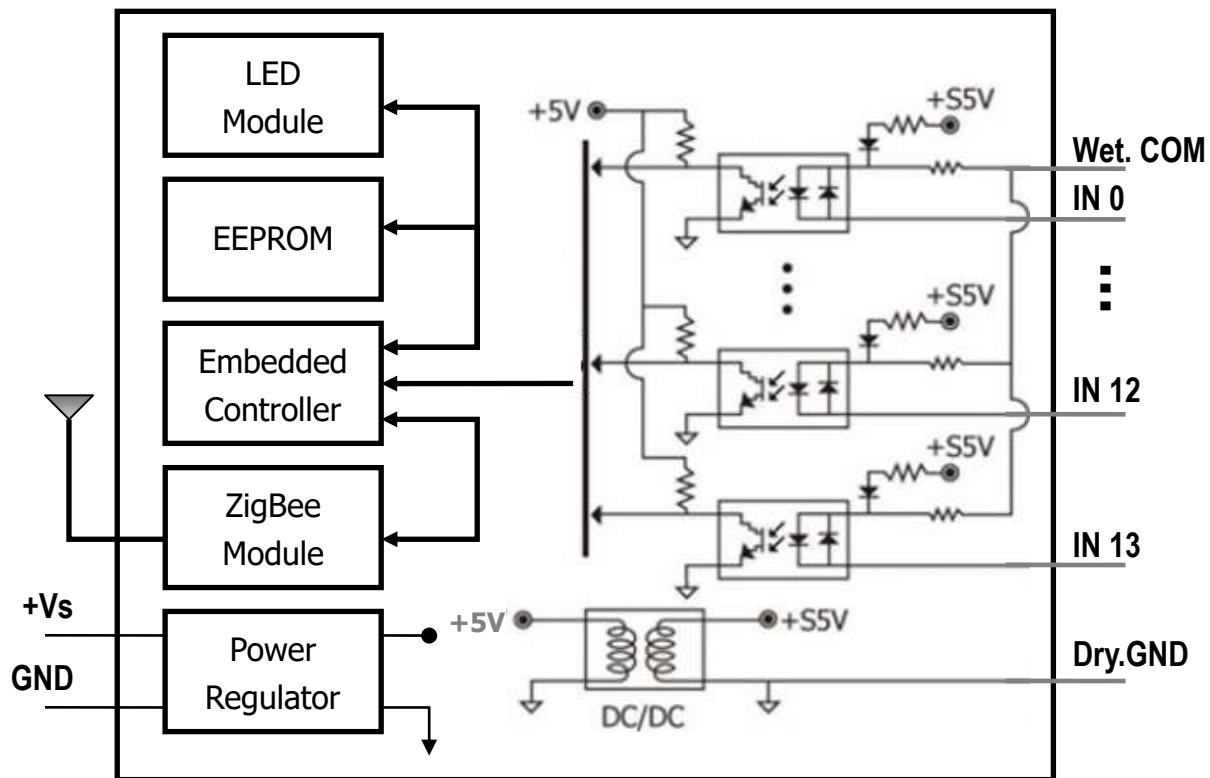 LED
Module
EEPROM
Embedded
Controller
ZigBee
Module
Power
Regulator
+Vs
GND
+5V
+S5V
Wet. COM
IN 0
+S5V
IN 12
+S5V
IN 13
+5V
+S5V
Dry.GND
DC/DC